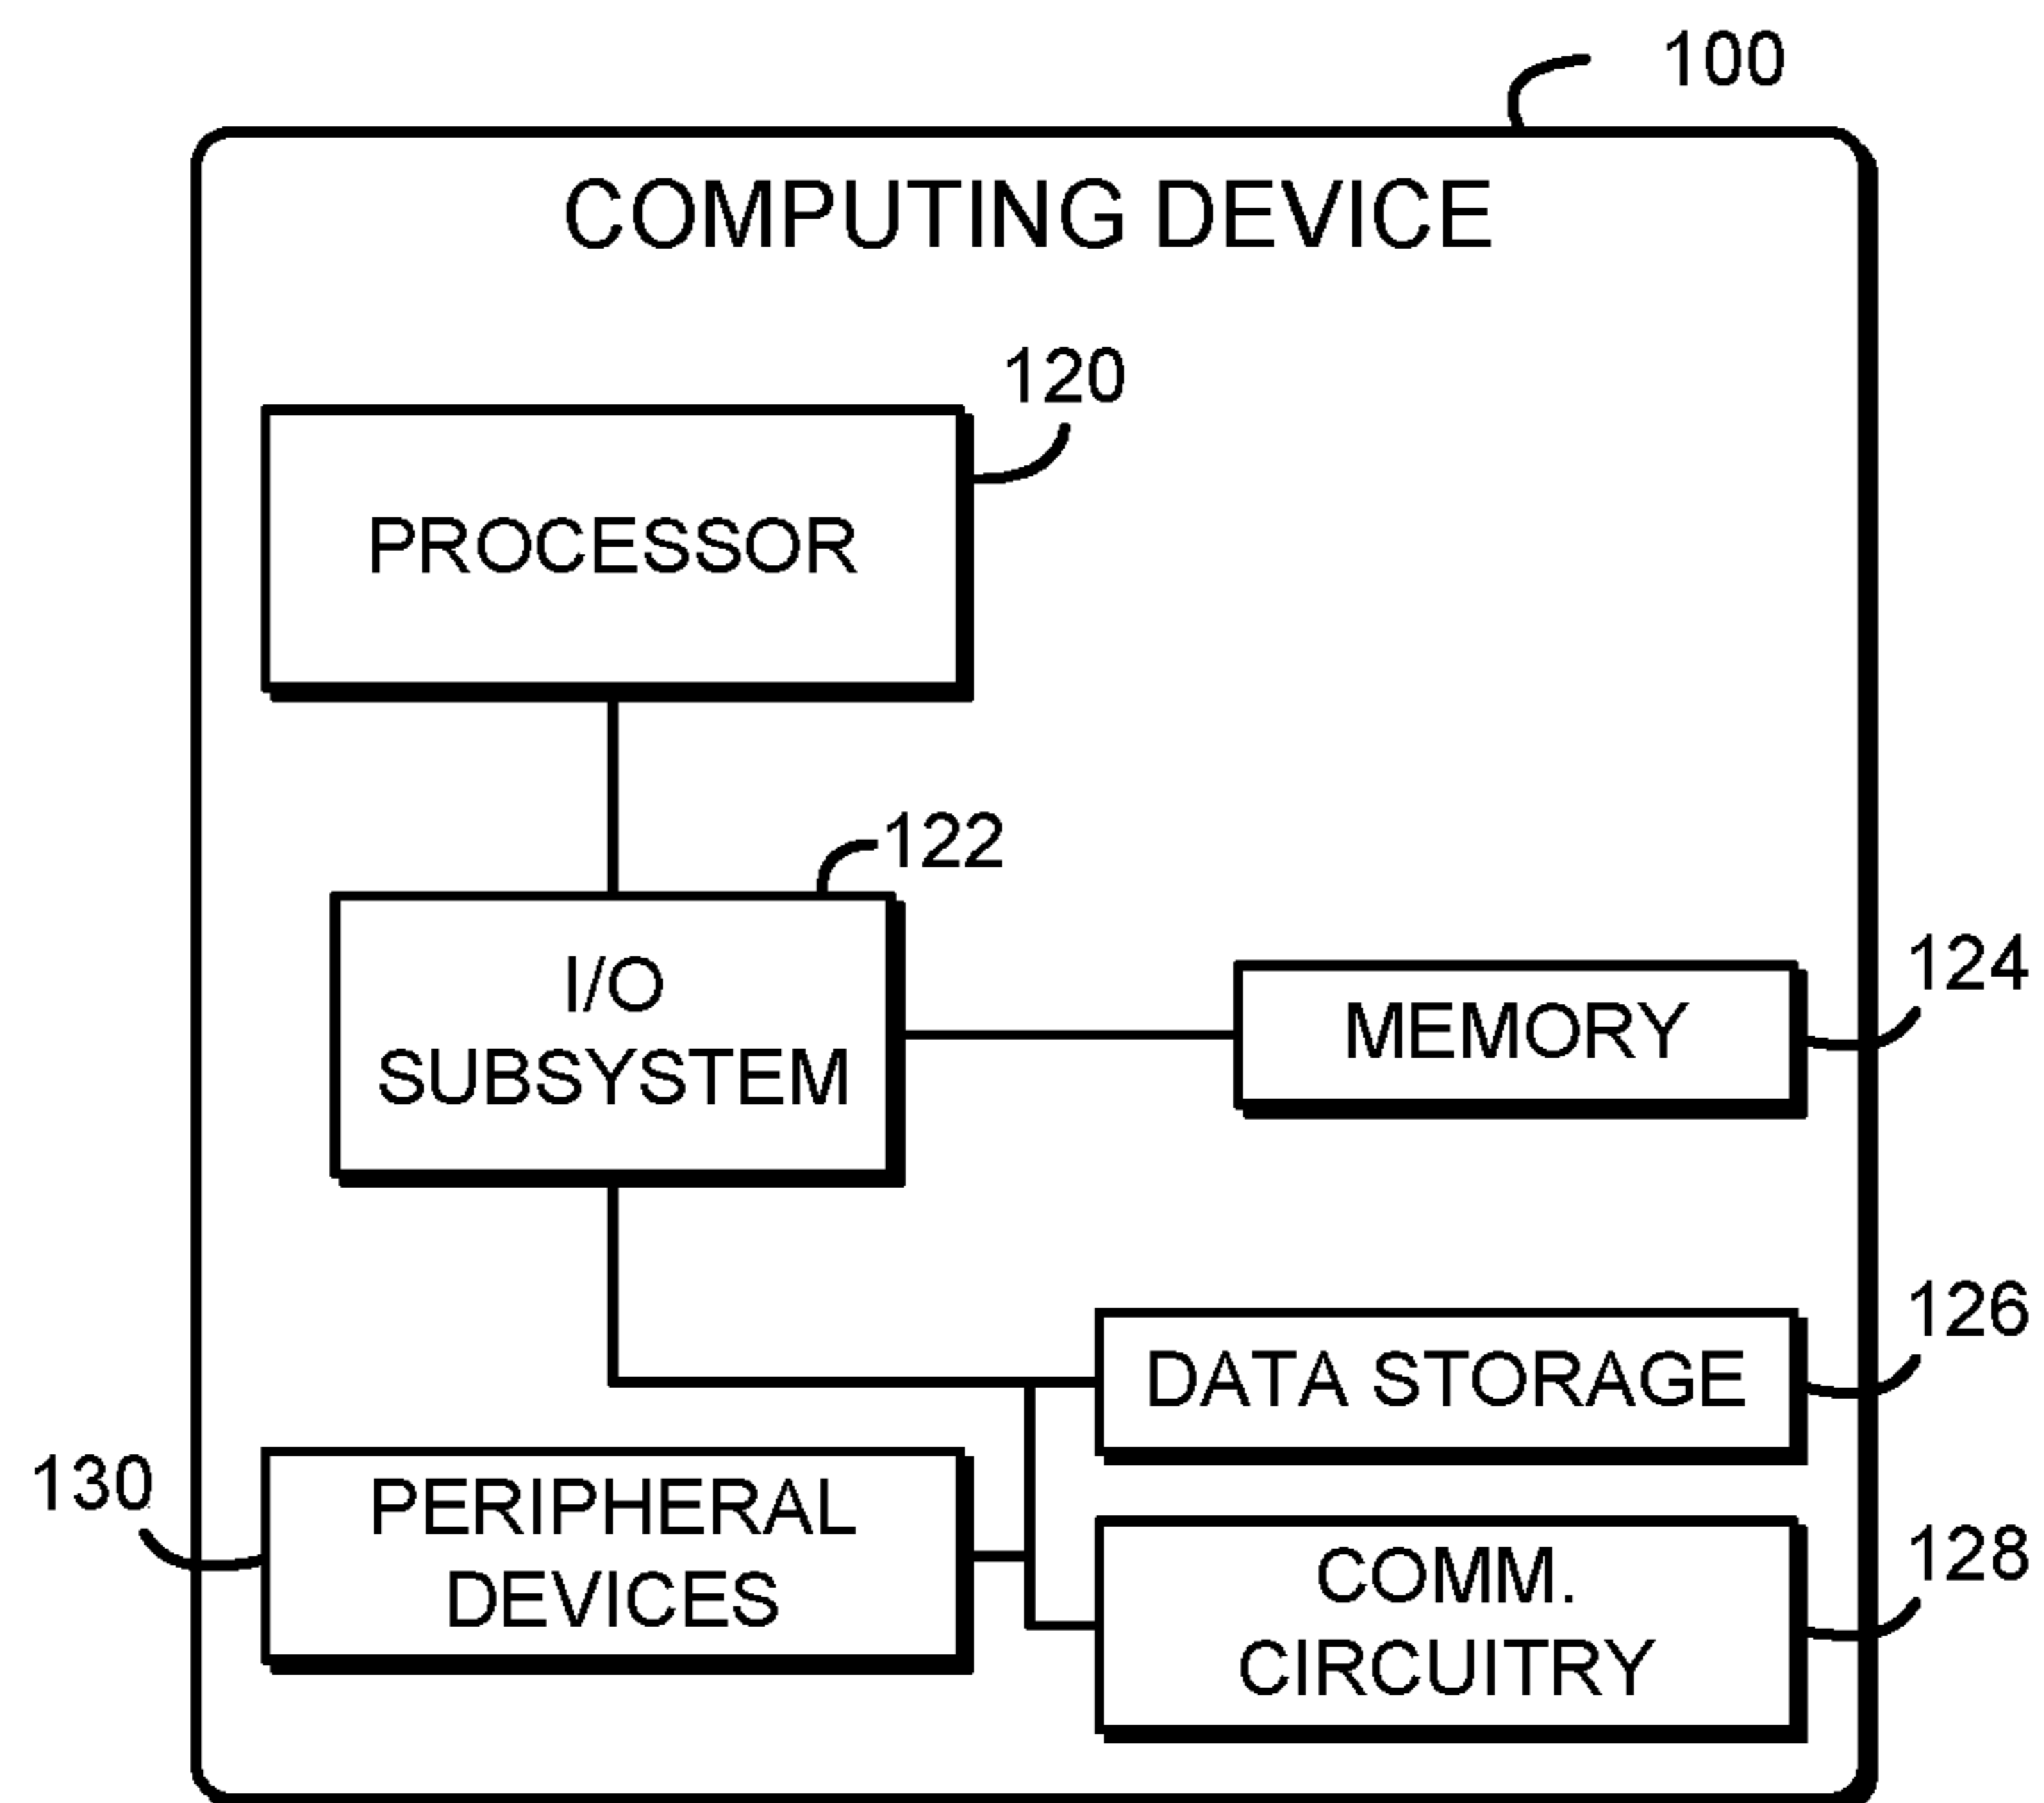 100
COMPUTING DEVICE
120
PROCESSOR
122
I/O
SUBSYSTEM
124
MEMORY
126
DATA STORAGE
130
PERIPHERAL
DEVICES
128
COMM.
CIRCUITRY